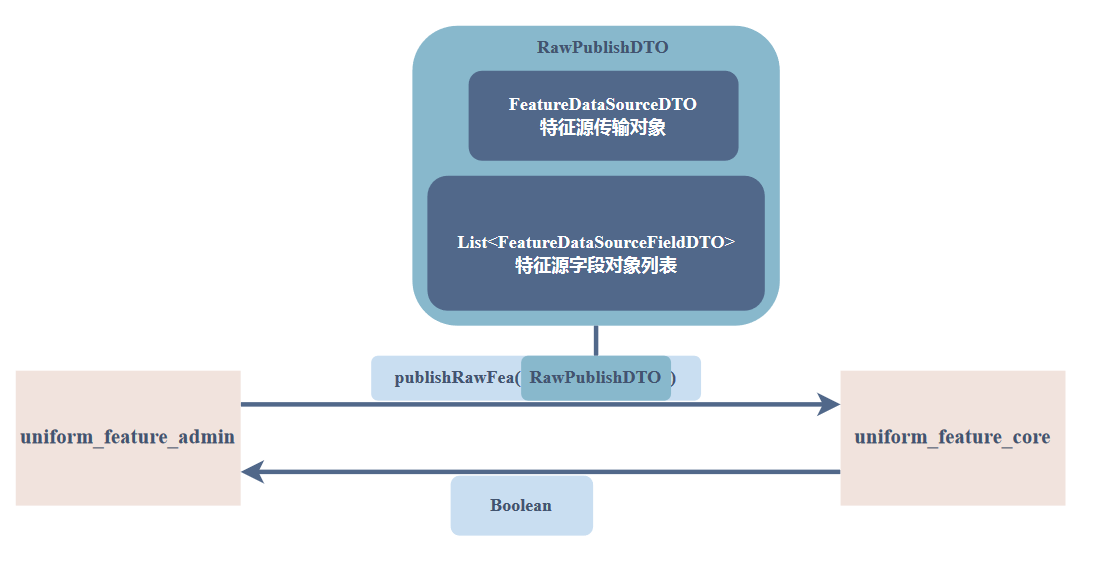 RawPublishDTO
FeatureDataSourceDTO
特征源传输对象
List<FeatureDataSourceFieldDTO>
特征源字段对象列表
publishRawFea( RawPublishDTO )
uniform_feature_admin
uniform_feature_core
Boolean